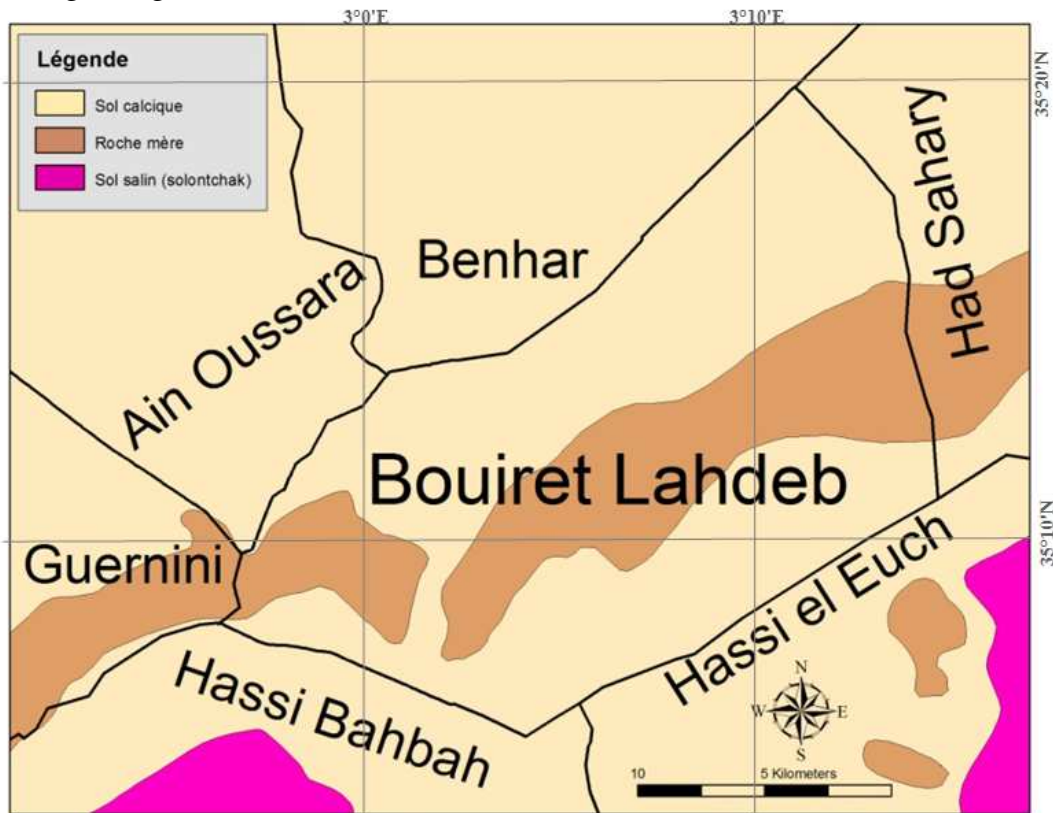 3°0'E
3°10'E
Légende
Sol calcique
Roche mère
Sol salin (solontchak)
35°20'N
Had Sahary
Benhar
Ain Oussara
Bouiret Lahdeb
35°10'N
Guernini
Hassi el Euch
Hassi Bahbah
N
W
E
S
10
5 Kilometers